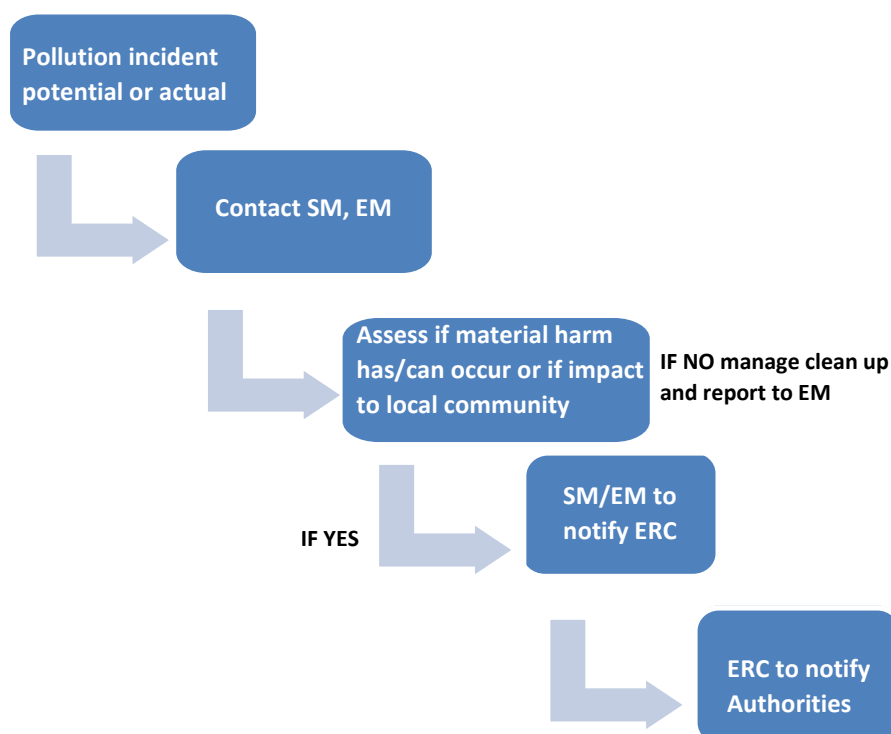 Pollution incident
potential or actual
Contact SM, EM
Assess if material harm
has/can occur or if impact
to local community
IF NO manage clean up
and report to EM
IF YES
SM/EM to
notify ERC
ERC to notify
Authorities